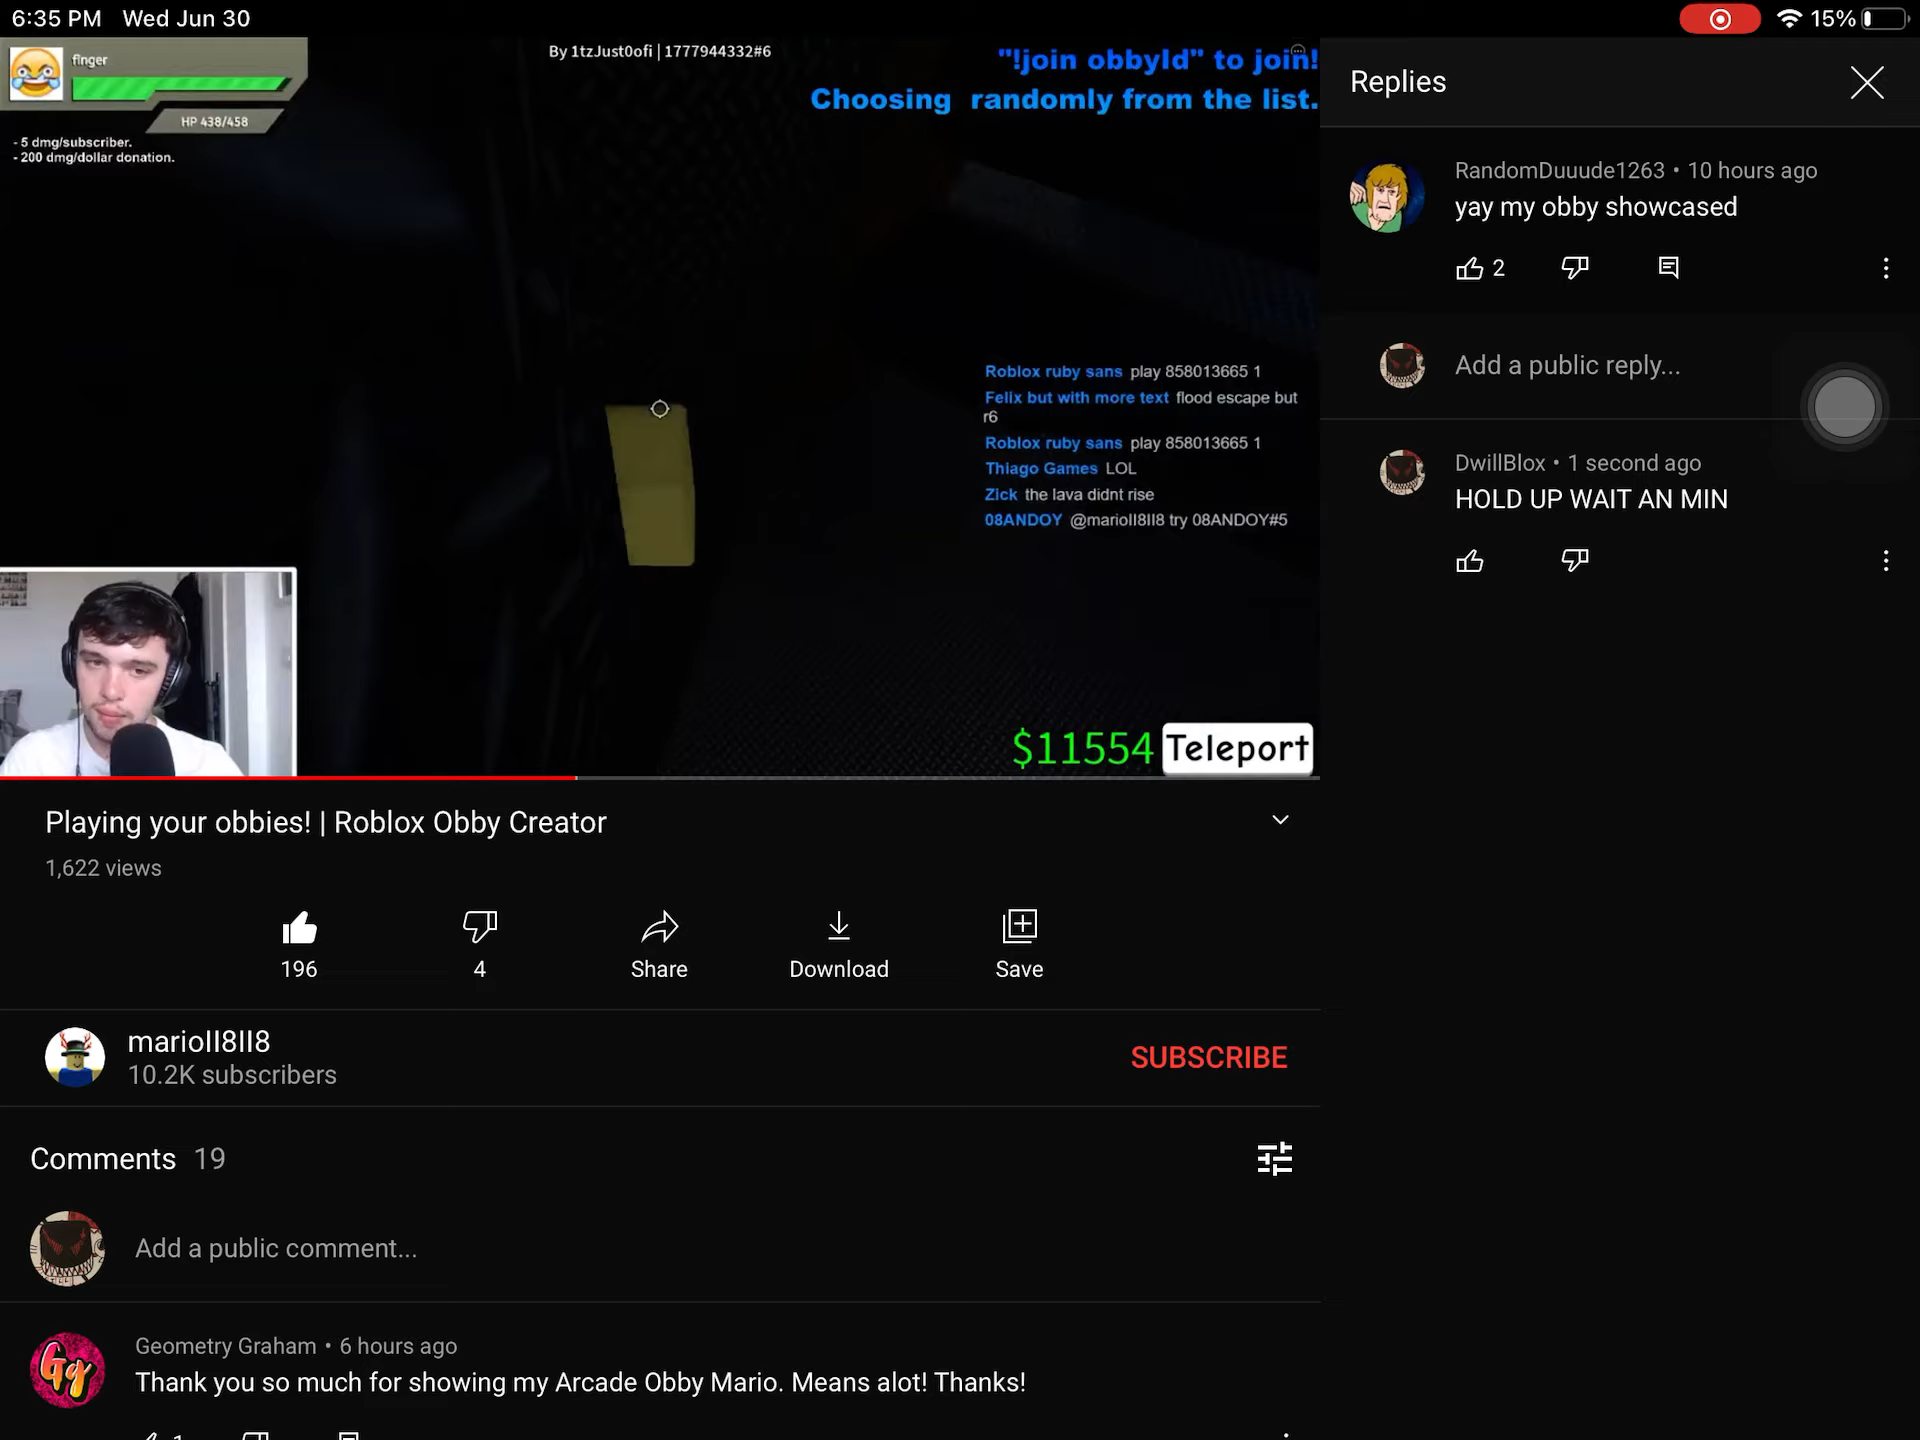 6:35 PM Wed Jun 30
15%
fInger
HP 438/458
- 5 dmg/subscriber.
- 200 dmg/dollar donation.
By 1tzJust0ofi | 1777944332#6
"!join obbyId" to join!
Choosing randomly from the list.
Roblox ruby sans play 858013665 1
Felix but with more text flood escape but
r6
Roblox ruby sans play 858013665 1
Thiago Games LOL
Zick the lava didnt rise
08ANDOY @marioII8II8 try 08ANDOY#5
$11554 Teleport
Playing your obbies! | Roblox Obby Creator
1,622 views
196
4
Share
Download
Save
marioII8II8
10.2K subscribers
SUBSCRIBE
Comments 19
Add a public comment...
Geometry Graham • 6 hours ago
Thank you so much for showing my Arcade Obby Mario. Means alot! Thanks!
Gg
Replies
RandomDuuude1263 • 10 hours ago
yay my obby showcased
2
Add a public reply...
DwillBlox • 1 second ago
HOLD UP WAIT AN MIN